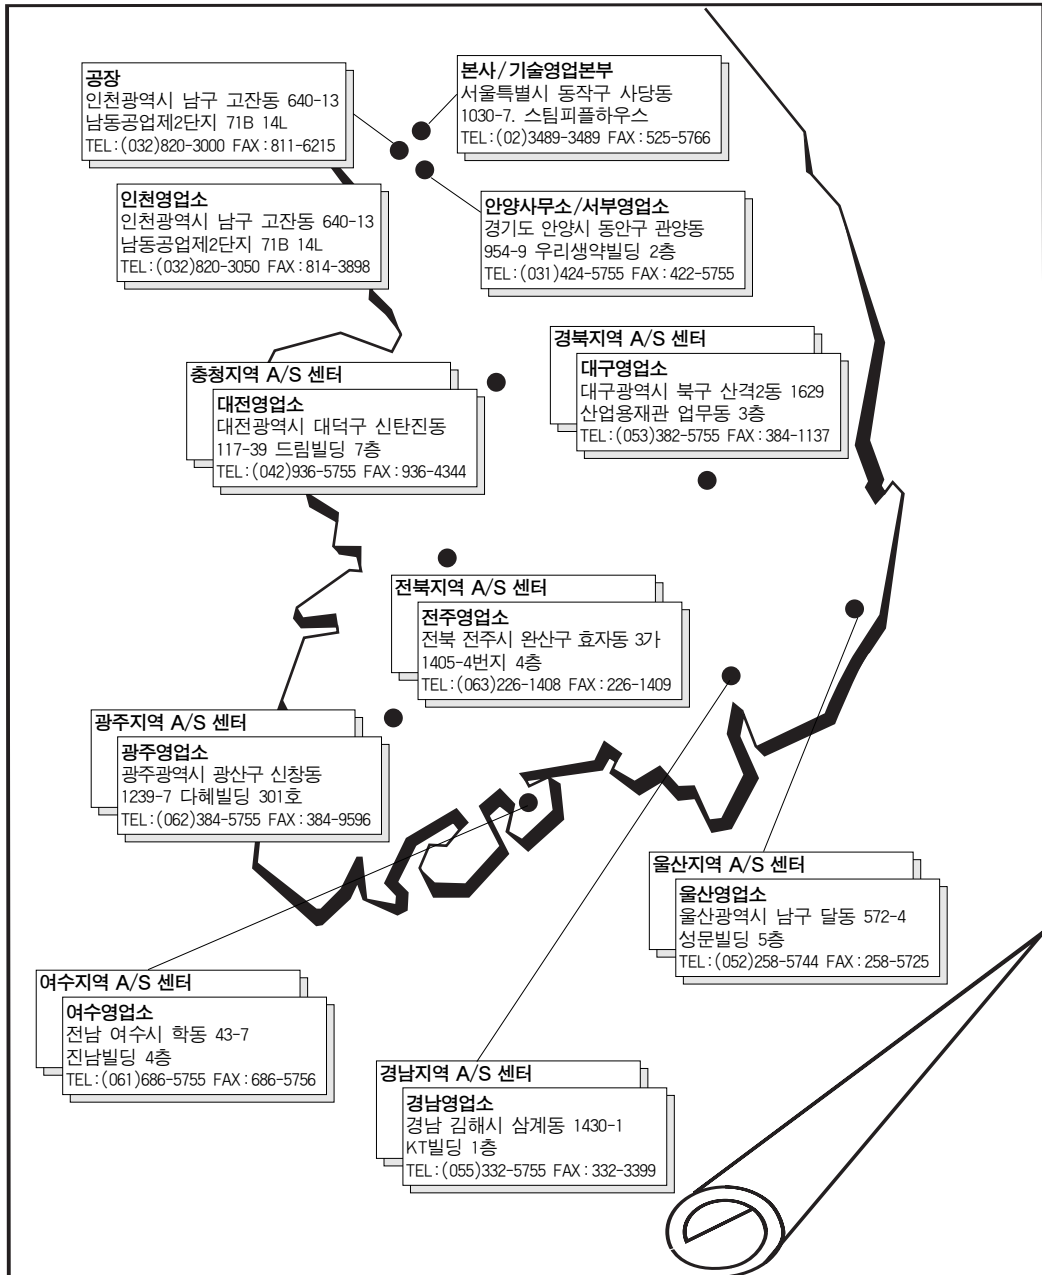 공장
인천광역시 남구 고잔동 640-13
남동공업제2단지 71B 14L
TEL:(032)820-3000 FAX:811-6215
본사/기술영업본부
서울특별시 동작구 사당동
1030-7. 스팀피플하우스
TEL:(02)3489-3489 FAX:525-5766
인천영업소
인천광역시 남구 고잔동 640-13
남동공업제2단지 71B 14L
TEL:(032)820-3050 FAX:814-3898
안양사무소/서부영업소
경기도 안양시 동안구 관양동
954-9 우리생약빌딩 2층
TEL:(031)424-5755 FAX:422-5755
경북지역 A/S 센터
대구영업소
대구광역시 북구 산격2동 1629
산업용재관 업무동 3층
TEL:(053)382-5755 FAX:384-1137
충청지역 A/S 센터
대전영업소
대전광역시 대덕구 신탄진동
117-39 드림빌딩 7층
TEL:(042)936-5755 FAX:936-4344
전북지역 A/S 센터
전주영업소
전북 전주시 완산구 효자동 3가
1405-4번지 4층
TEL:(063)226-1408 FAX:226-1409
광주지역 A/S 센터
광주영업소
광주광역시 광산구 신창동
1239-7 다혜빌딩 301호
TEL:(062)384-5755 FAX:384-9596
울산지역 A/S 센터
울산영업소
울산광역시 남구 달동 572-4
성문빌딩 5층
TEL:(052)258-5744 FAX:258-5725
여수지역 A/S 센터
여수영업소
전남 여수시 학동 43-7
진남빌딩 4층
TEL:(061)686-5755 FAX:686-5756
경남지역 A/S 센터
경남영업소
경남 김해시 삼계동 1430-1
KT빌딩 1층
TEL:(055)332-5755 FAX:332-3399